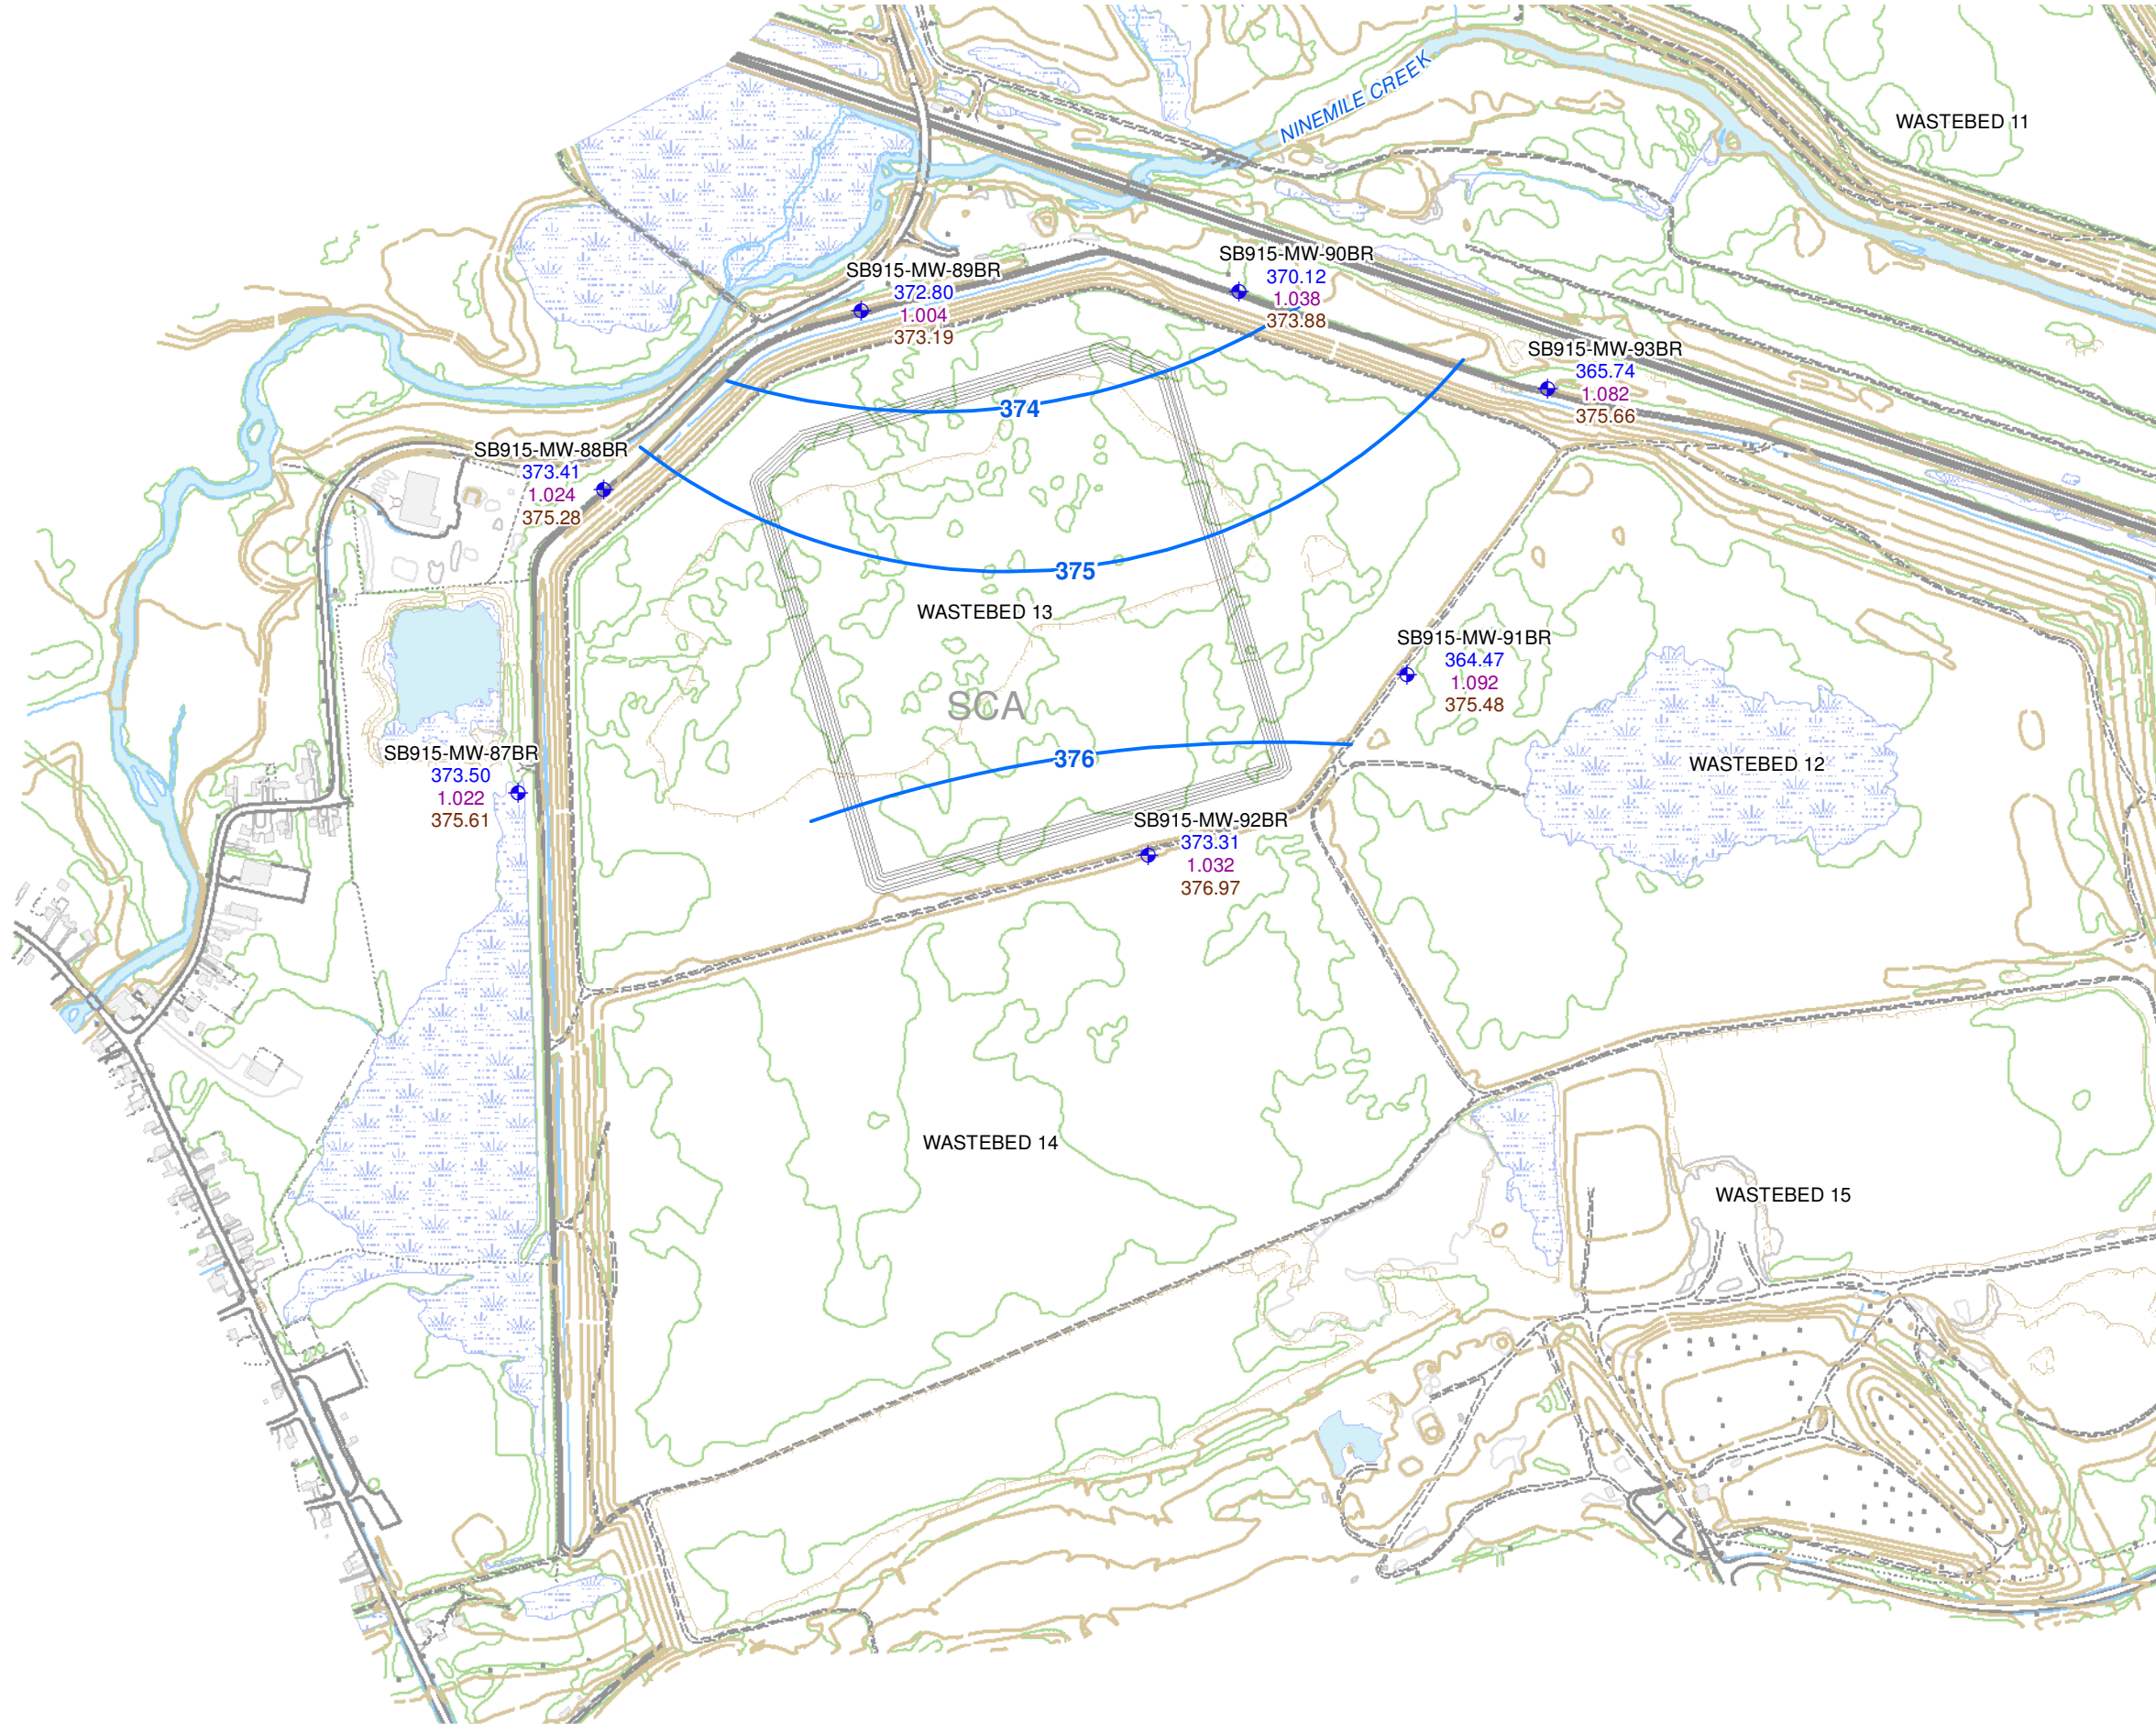 NINEMILE CREEK
WASTEBED 11
SB915-MW-90BR
370.12
1.038
373.88
SB915-MW-89BR
372.80
1.004
373.19
SB915-MW-93BR
365.74
1.082
375.66
374
SB915-MW-88BR
373.41
1.024
375.28
375
WASTEBED 13
SB915-MW-91BR
364.47
1.092
375.48
SCA
SB915-MW-87BR
373.50
1.022
375.61
376
WASTEBED 12
SB915-MW-92BR
373.31
1.032
376.97
WASTEBED 14
WASTEBED 15